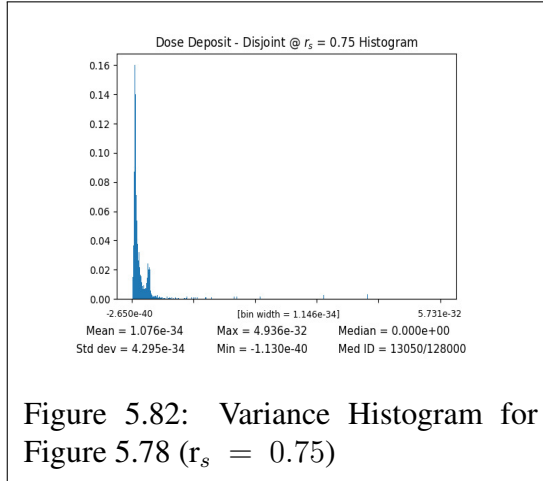 Dose Deposit - Disjoint @ rₛ = 0.75 Histogram
0.16
0.14
0.12
0.10
0.08
0.06
0.04
0.02
0.00
-2.650e-40 [bin width = 1.146e-34] 5.731e-32
Mean = 1.076e-34 Max = 4.936e-32 Median = 0.000e+00
Std dev = 4.295e-34 Min = -1.130e-40 Med ID = 13050/128000
Figure 5.82: Variance Histogram for
Figure 5.78 (rₛ = 0.75)